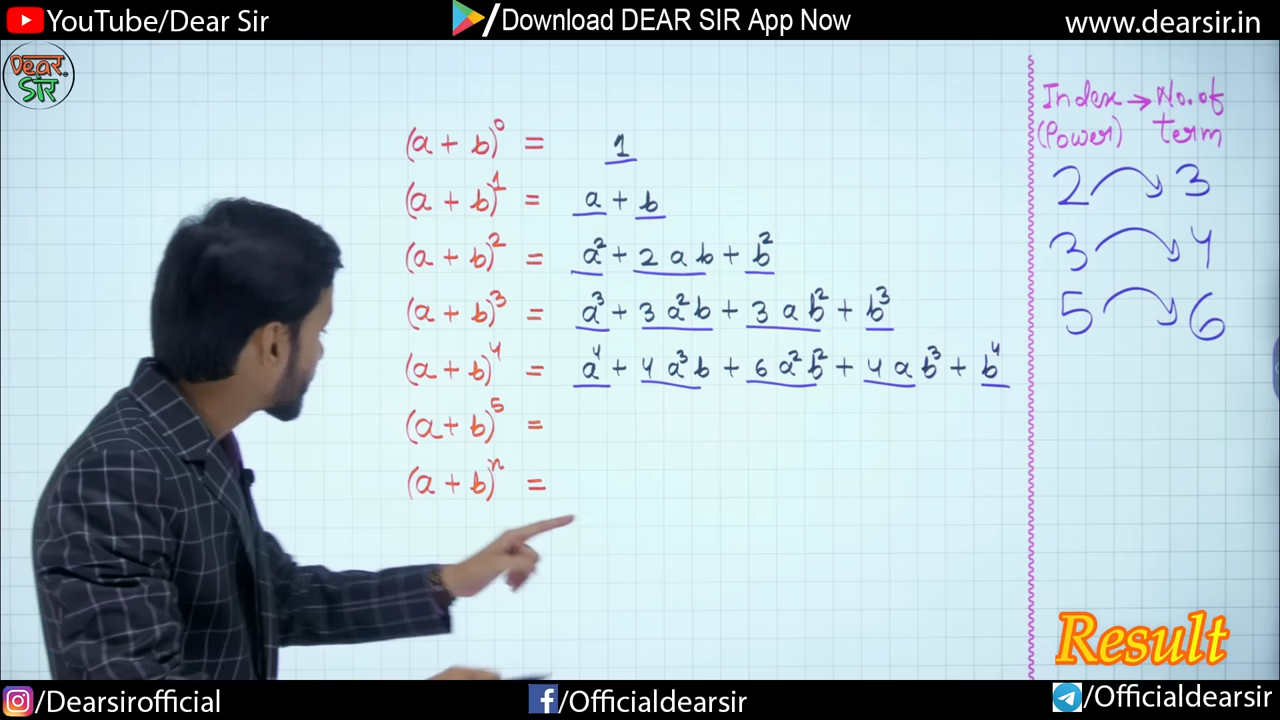 YouTube/Dear Sir
/Download DEAR SIR App Now
www.dearsir.in
Dear
Sir
(a + b)⁰ = 1
(a + b)¹ = a + b
(a + b)² = a² + 2ab + b²
(a + b)³ = a³ + 3a²b + 3ab² + b³
(a + b)⁴ = a⁴ + 4a³b + 6a²b² + 4ab³ + b⁴
(a + b)⁵ =
(a + b)ⁿ =
Index → No. of
(Power) term
2 3
3 4
5 6
Result
/Dearsirofficial
/Officialdearsir
/Officialdearsir